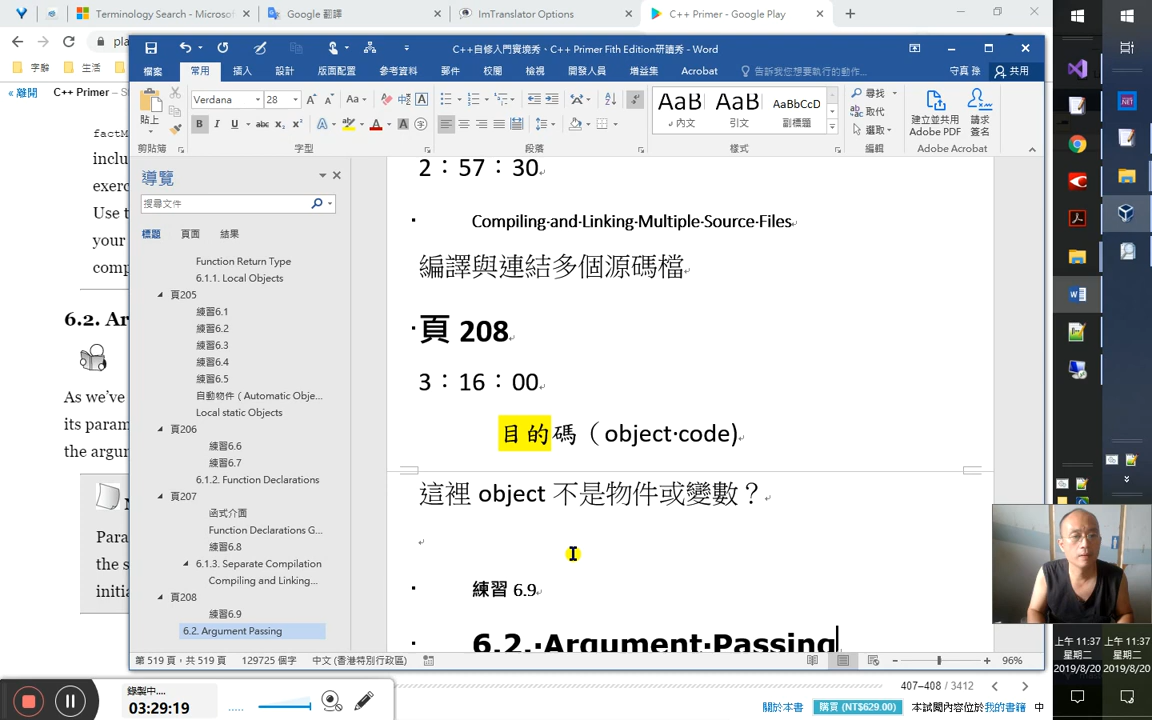 Terminology Search - Microsof
Google 翻譯
ImTranslator Options
C++ Primer - Google Play
字辭
生活
« 離開
C++ Primer
C++自修入門實境秀、C++ Primer Fith Edition研讀秀 - Word
檔案
常用
插入
設計
版面配置
參考資料
郵件
校閱
檢視
開發人員
增益集
Acrobat
告訴我您想要執行的動作...
守真 孫
共用
貼上
Verdana
28
AaBbC
AaBbC
AaBbCcD
內文
引文
副標題
尋找
取代
選取
建立並共用
Adobe PDF
請求
簽名
剪貼簿
字型
段落
樣式
編輯
Adobe Acrobat
導覽
搜尋文件
標題
頁面
結果
Function Return Type
6.1.1. Local Objects
頁205
練習6.1
練習6.2
練習6.3
練習6.4
練習6.5
自動物件（Automatic Obje...
Local static Objects
頁206
練習6.6
練習6.7
6.1.2. Function Declarations
頁207
函式介面
Function Declarations G...
練習6.8
6.1.3. Separate Compilation
Compiling and Linking...
頁208
練習6.9
6.2. Argument Passing
2：57：30
Compiling·and·Linking·Multiple·Source·Files
編譯與連結多個源碼檔
頁 208
3：16：00
目的碼（object·code)
這裡 object 不是物件或變數？
練習 6.9
6.2.·Argument·Passing
factM
inclu
exerc
Use t
your
comp
6.2. Ar
As we've
its param
the argun
Para
the s
initia
第 519 頁，共 519 頁
129725 個字
中文 (香港特別行政區)
96%
錄製中....
03:29:19
407–408 / 3412
關於本書
購買 (NT$629.00)
本試閱內容位於我的書籍
中
上午 11:37
星期二
2019/8/20
上午 11:37
星期二
2019/8/20